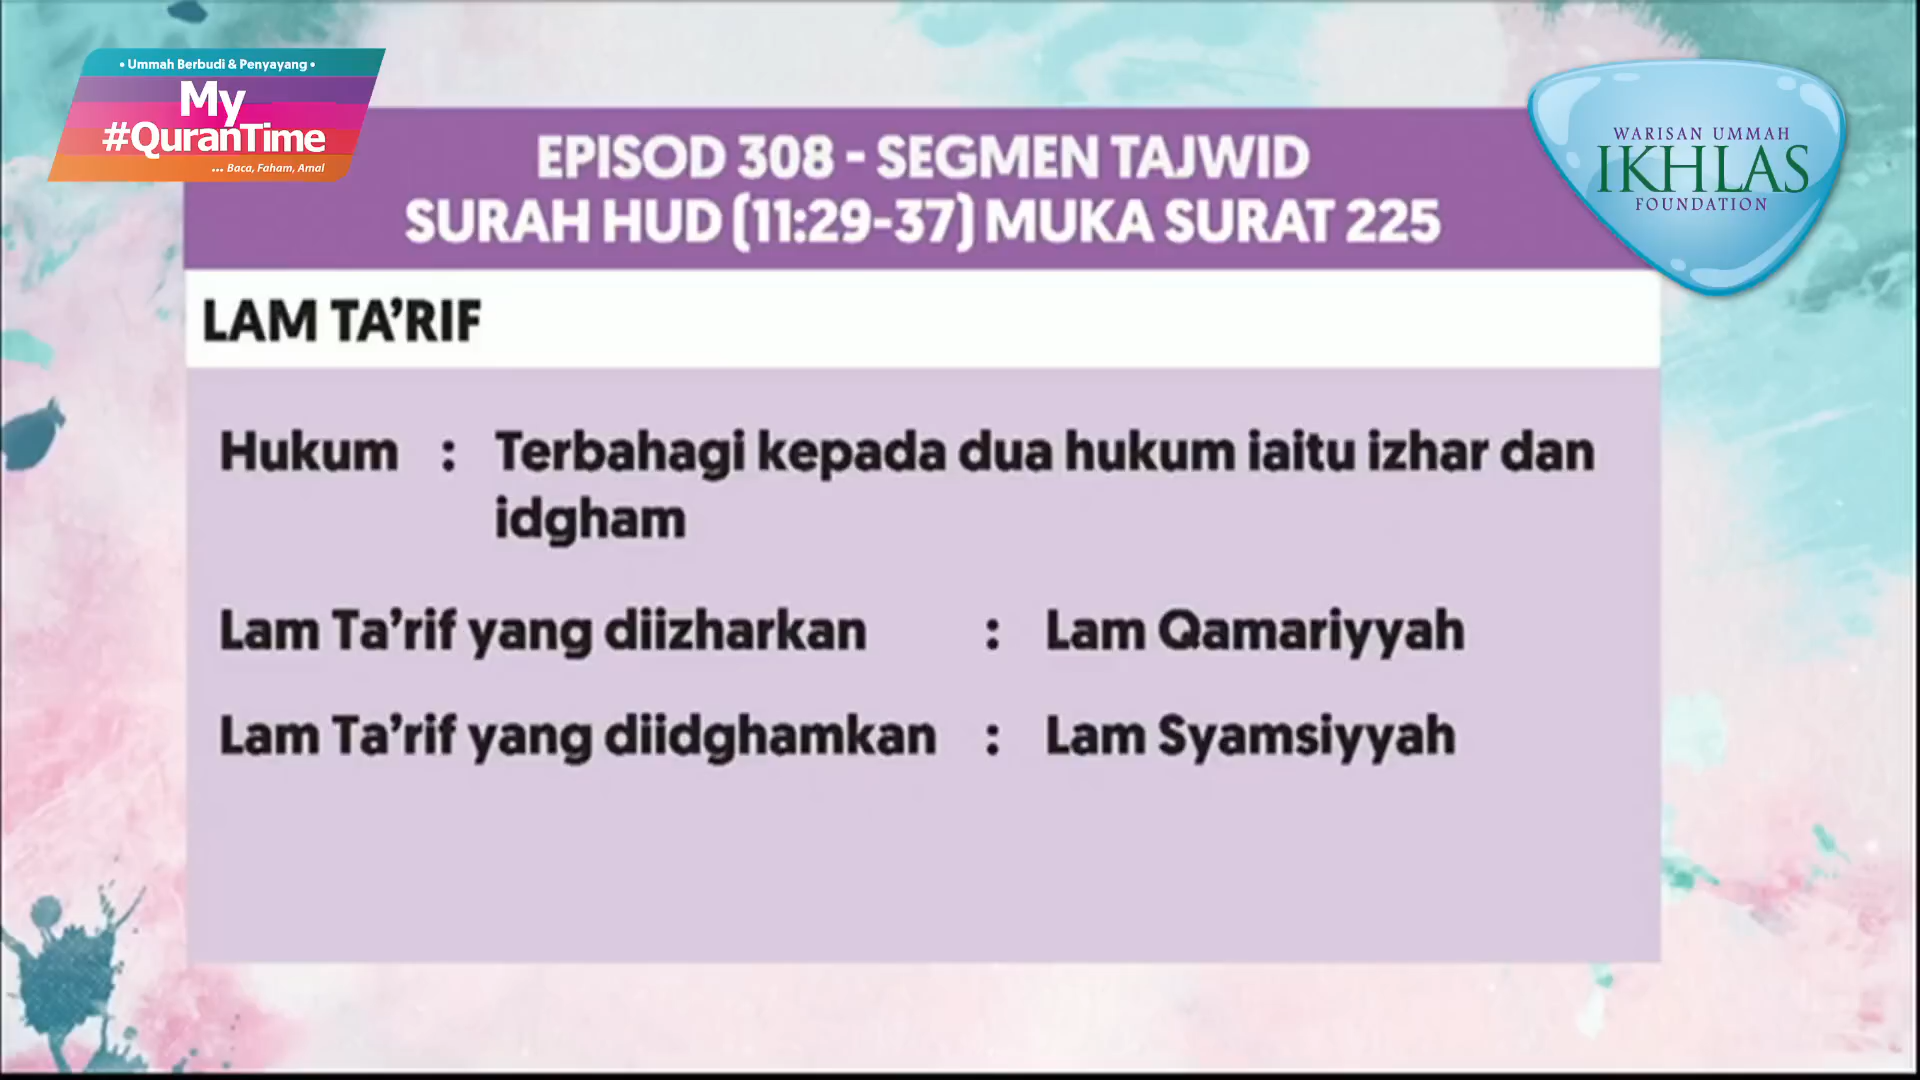 • Ummah Berbudi & Penyayang •
My
#QuranTime
... Baca, Faham, Amal
EPISOD 308 - SEGMEN TAJWID
SURAH HUD (11:29-37) MUKA SURAT 225
WARISAN UMMAH
IKHLAS
FOUNDATION
LAM TA’RIF
Hukum : Terbahagi kepada dua hukum iaitu izhar dan
idgham
Lam Ta’rif yang diizharkan : Lam Qamariyyah
Lam Ta’rif yang diidghamkan : Lam Syamsiyyah